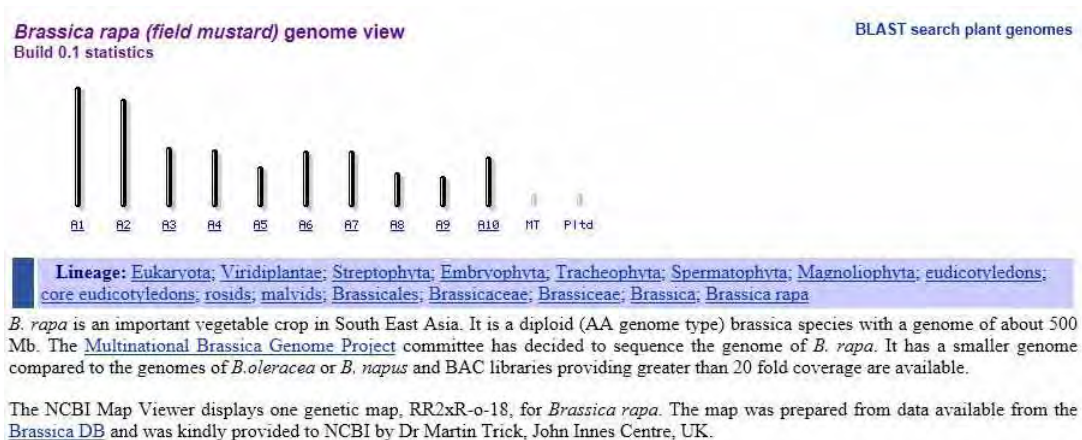 Brassica rapa (field mustard) genome view
BLAST search plant genomes
Build 0.1 statistics
A1 A2 A3 A4 A5 A6 A7 A8 A9 A10 MT Pltd
Lineage: Eukaryota; Viridiplantae; Streptophyta; Embryophyta; Tracheophyta; Spermatophyta; Magnoliophyta; eudicotyledons;
core eudicotyledons; rosids; malvids; Brassicales; Brassicaceae; Brassiceae; Brassica; Brassica rapa
B. rapa is an important vegetable crop in South East Asia. It is a diploid (AA genome type) brassica species with a genome of about 500
Mb. The Multinational Brassica Genome Project committee has decided to sequence the genome of B. rapa. It has a smaller genome
compared to the genomes of B.oleracea or B. napus and BAC libraries providing greater than 20 fold coverage are available.
The NCBI Map Viewer displays one genetic map, RR2xR-o-18, for Brassica rapa. The map was prepared from data available from the
Brassica DB and was kindly provided to NCBI by Dr Martin Trick, John Innes Centre, UK.